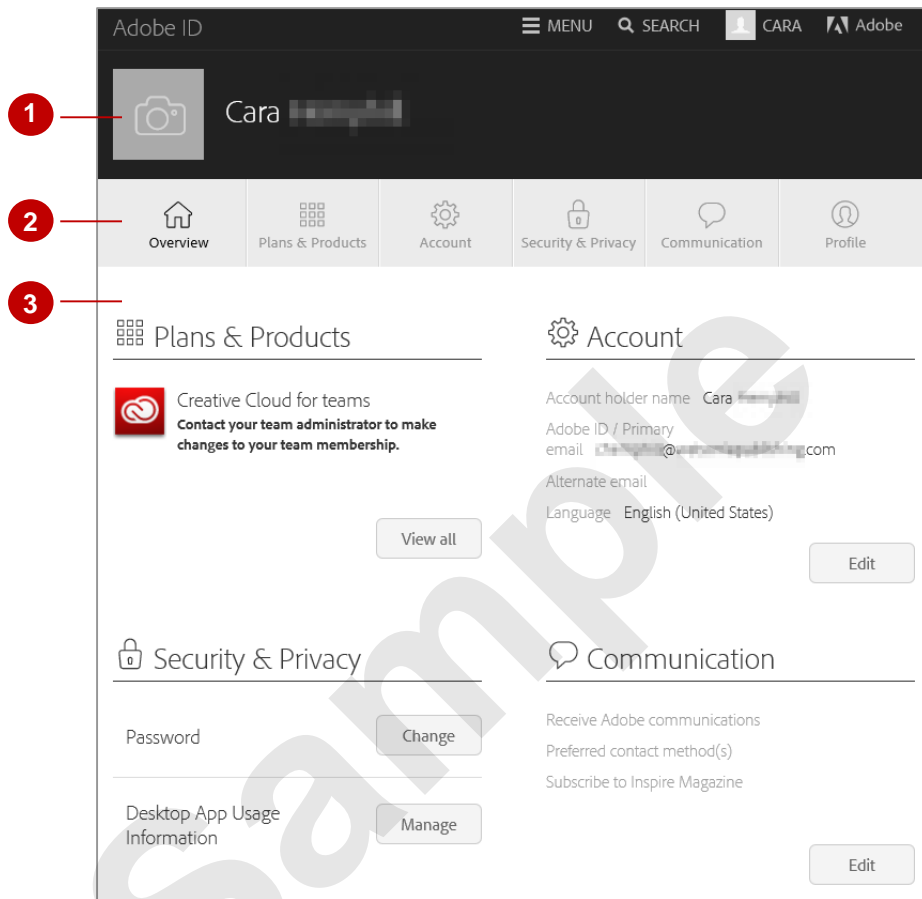 Adobe ID
MENU
SEARCH
CARA
Adobe
1
Cara
2
Overview
Plans & Products
Account
Security & Privacy
Communication
Profile
3
Plans & Products
Creative Cloud for teams
Contact your team administrator to make
changes to your team membership.
View all
Account
Account holder name Cara
Adobe ID / Primary
email @ .com
Alternate email
Language English (United States)
Edit
Security & Privacy
Password
Change
Desktop App Usage
Information
Manage
Communication
Receive Adobe communications
Preferred contact method(s)
Subscribe to Inspire Magazine
Edit
Sample